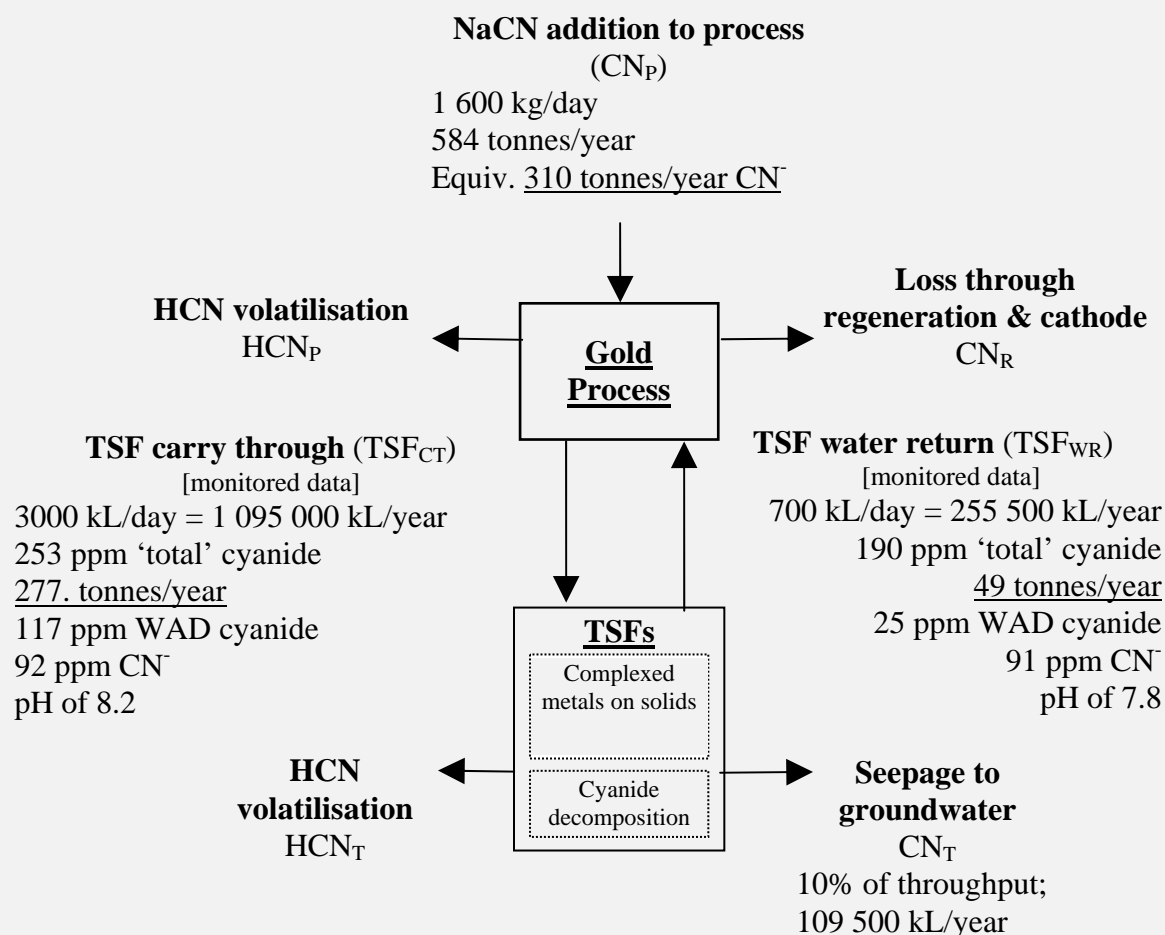 NaCN addition to process
(CNP)
1 600 kg/day
584 tonnes/year
Equiv. 310 tonnes/year CN-
HCN volatilisation
HCNP
Loss through
regeneration & cathode
CNR
Gold
Process
TSF carry through (TSFCT)
[monitored data]
3000 kL/day = 1 095 000 kL/year
253 ppm ‘total’ cyanide
277. tonnes/year
117 ppm WAD cyanide
92 ppm CN-
pH of 8.2
TSF water return (TSFWR)
[monitored data]
700 kL/day = 255 500 kL/year
190 ppm ‘total’ cyanide
49 tonnes/year
25 ppm WAD cyanide
91 ppm CN-
pH of 7.8
TSFs
Complexed
metals on solids
Cyanide
decomposition
HCN
volatilisation
HCNT
Seepage to
groundwater
CNT
10% of throughput;
109 500 kL/year